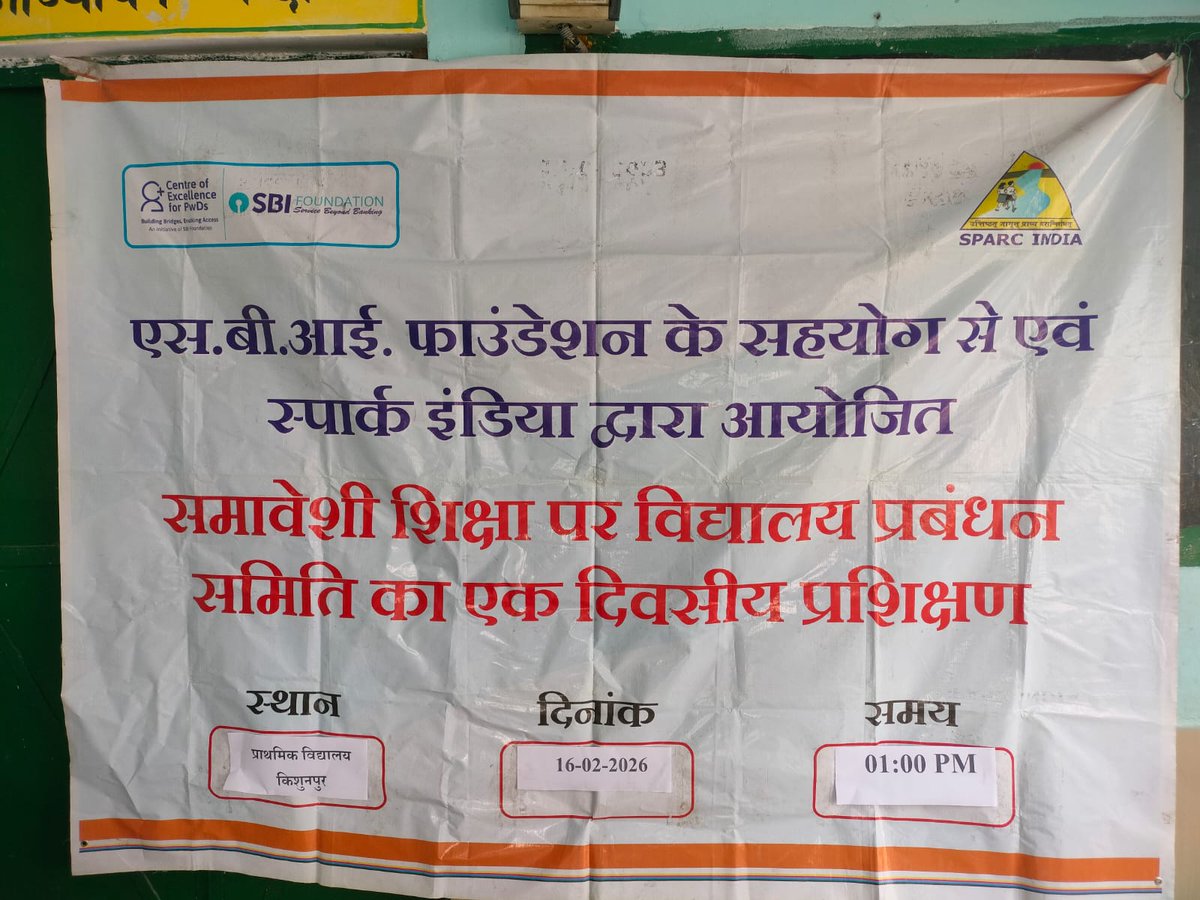 Centre of
Excellence
for PwDs
Building Bridges, Enabling Access
An Initiative of SBI Foundation
SBI FOUNDATION
Service Beyond Banking
SPARC INDIA
एस.बी.आई. फाउंडेशन के सहयोग से एवं
स्पार्क इंडिया द्वारा आयोजित
समावेशी शिक्षा पर विद्यालय प्रबंधन
समिति का एक दिवसीय प्रशिक्षण
स्थान दिनांक समय
प्राथमिक विद्यालय
किशुनपुर
16-02-2026
01:00 PM